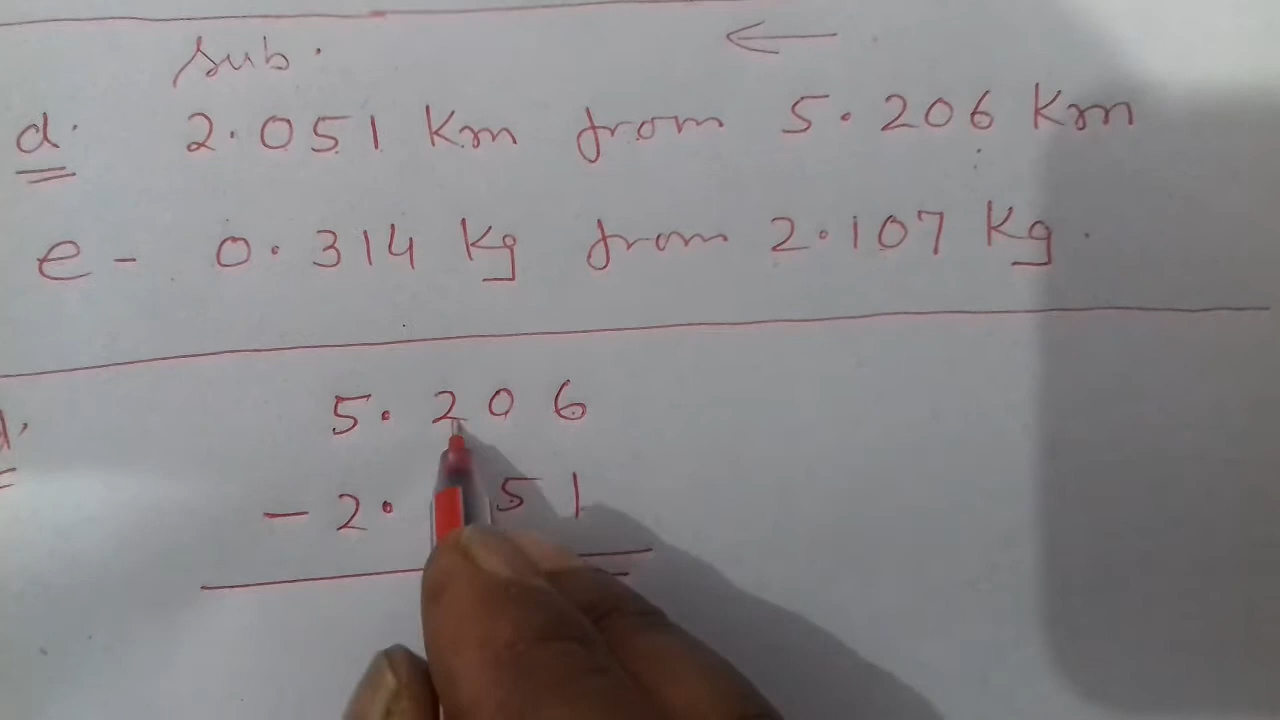 sub.
d. 2.051 Km from 5.206 Km
e - 0.314 Kg from 2.107 Kg.
5.206
- 2. 51